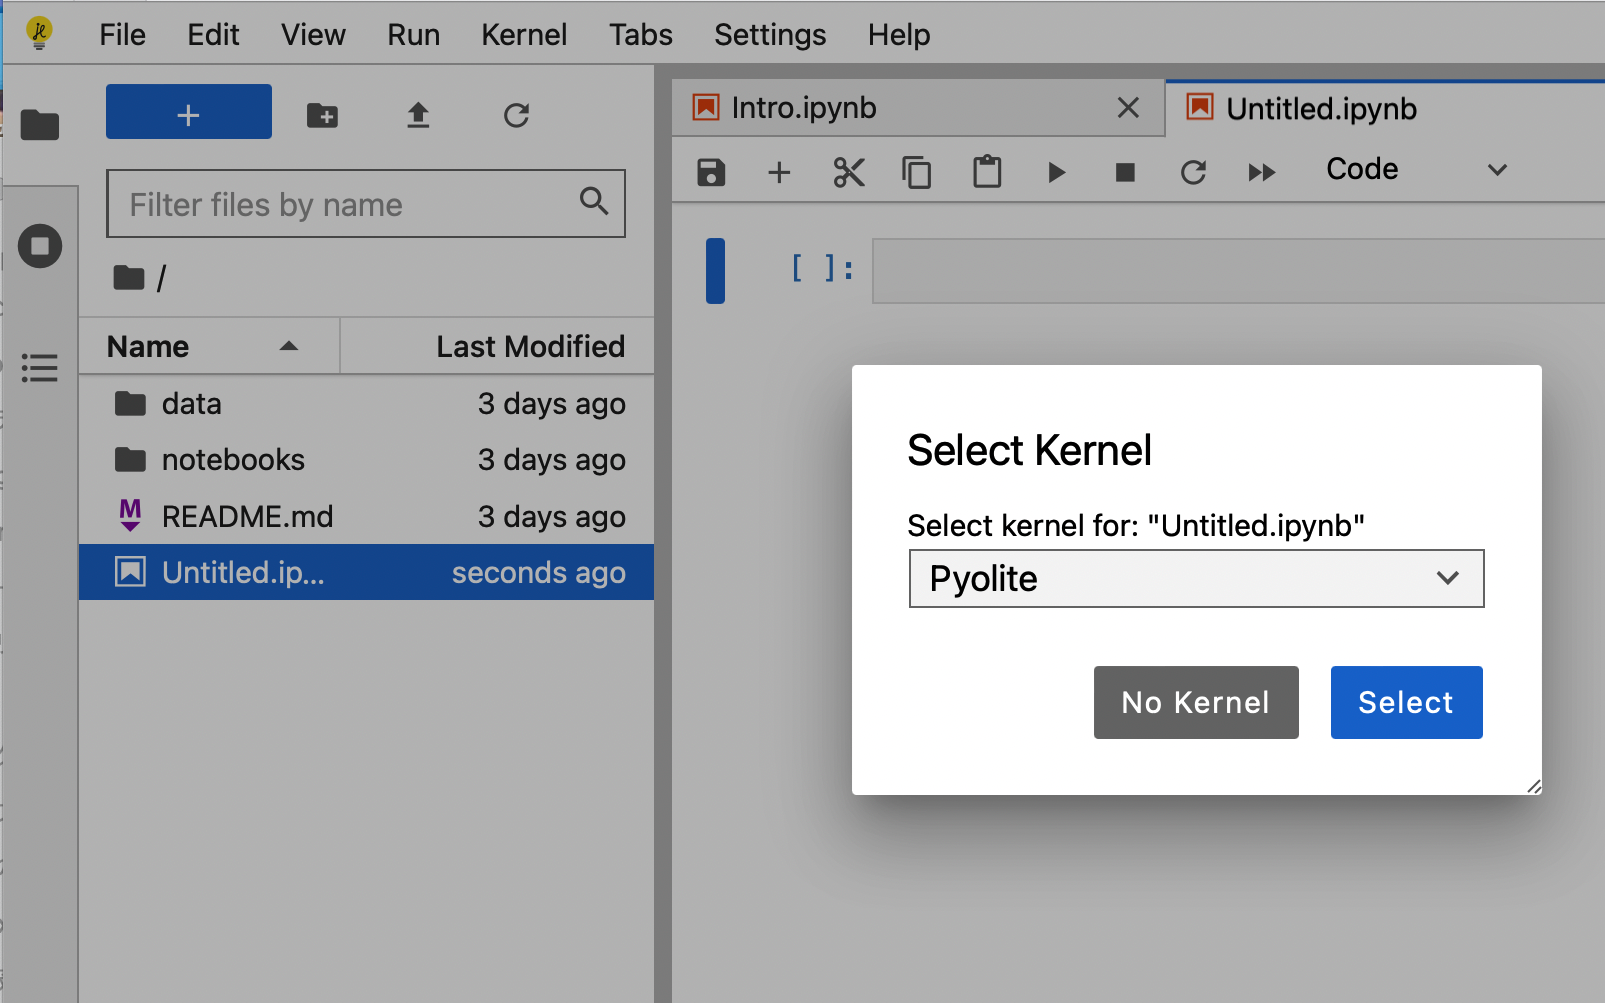 File Edit View Run Kernel Tabs Settings Help
+
Filter files by name
/
Name Last Modified
data 3 days ago
notebooks 3 days ago
README.md 3 days ago
Untitled.ip... seconds ago
Intro.ipynb Untitled.ipynb
Code
[ ]:
Select Kernel
Select kernel for: "Untitled.ipynb"
Pyolite
No Kernel Select